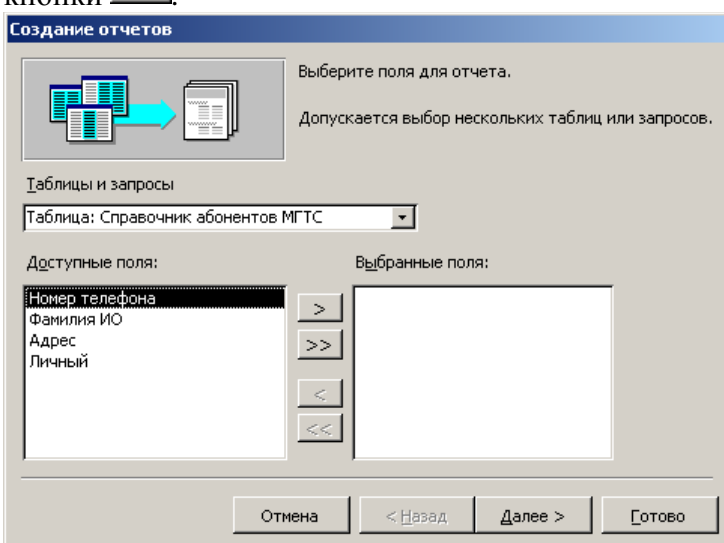 кнопки
Создание отчетов
Выберите поля для отчета.
Допускается выбор нескольких таблиц или запросов.
Таблицы и запросы
Таблица: Справочник абонентов МГТС
Доступные поля:
Выбранные поля:
Номер телефона
Фамилия ИО
Адрес
Личный
>
>>
<
<<
Отмена
< Назад
Далее >
Готово